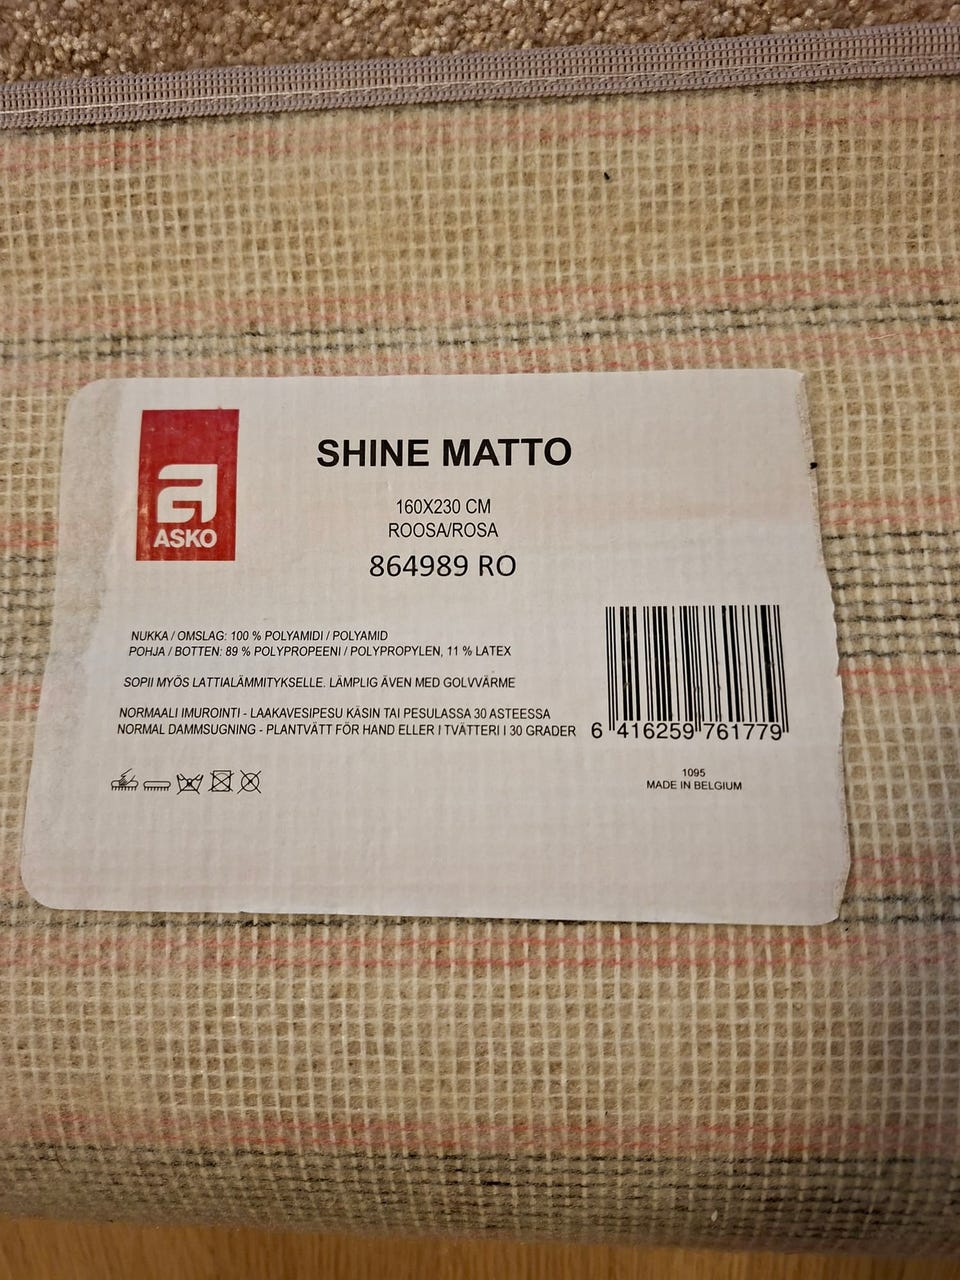 ASKO
SHINE MATTO
160X230 CM
ROOSA/ROSA
864989 RO
NUKKA / OMSLAG: 100 % POLYAMIDI / POLYAMID
POHJA / BOTTEN: 89 % POLYPROPEENI / POLYPROPYLEN, 11 % LATEX
SOPII MYÖS LATTIALÄMMITYKSELLE. LÄMPLIG ÄVEN MED GOLVVÄRME
NORMAALI IMUROINTI - LAAKAVESIPESU KÄSIN TAI PESULASSA 30 ASTEESSA
NORMAL DAMMSUGNING - PLANTVÄTT FÖR HAND ELLER I TVÄTTERI I 30 GRADER
6 416259 761779
1095
MADE IN BELGIUM